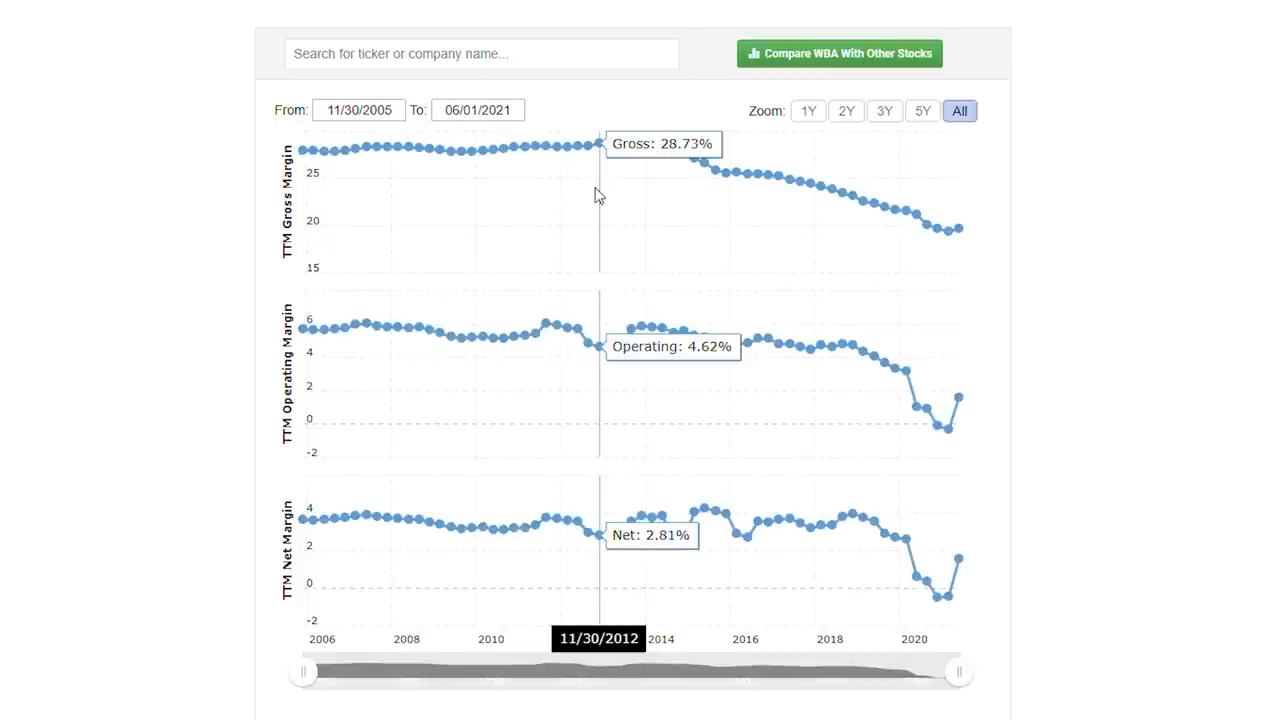 Search for ticker or company name...
Compare WBA With Other Stocks
From: 11/30/2005 To: 06/01/2021
Zoom: 1Y 2Y 3Y 5Y All
TTM Gross Margin
Gross: 28.73%
25
20
15
TTM Operating Margin
6
Operating: 4.62%
4
2
0
-2
TTM Net Margin
4
Net: 2.81%
2
0
-2
2006 2008 2010 11/30/2012 2014 2016 2018 2020